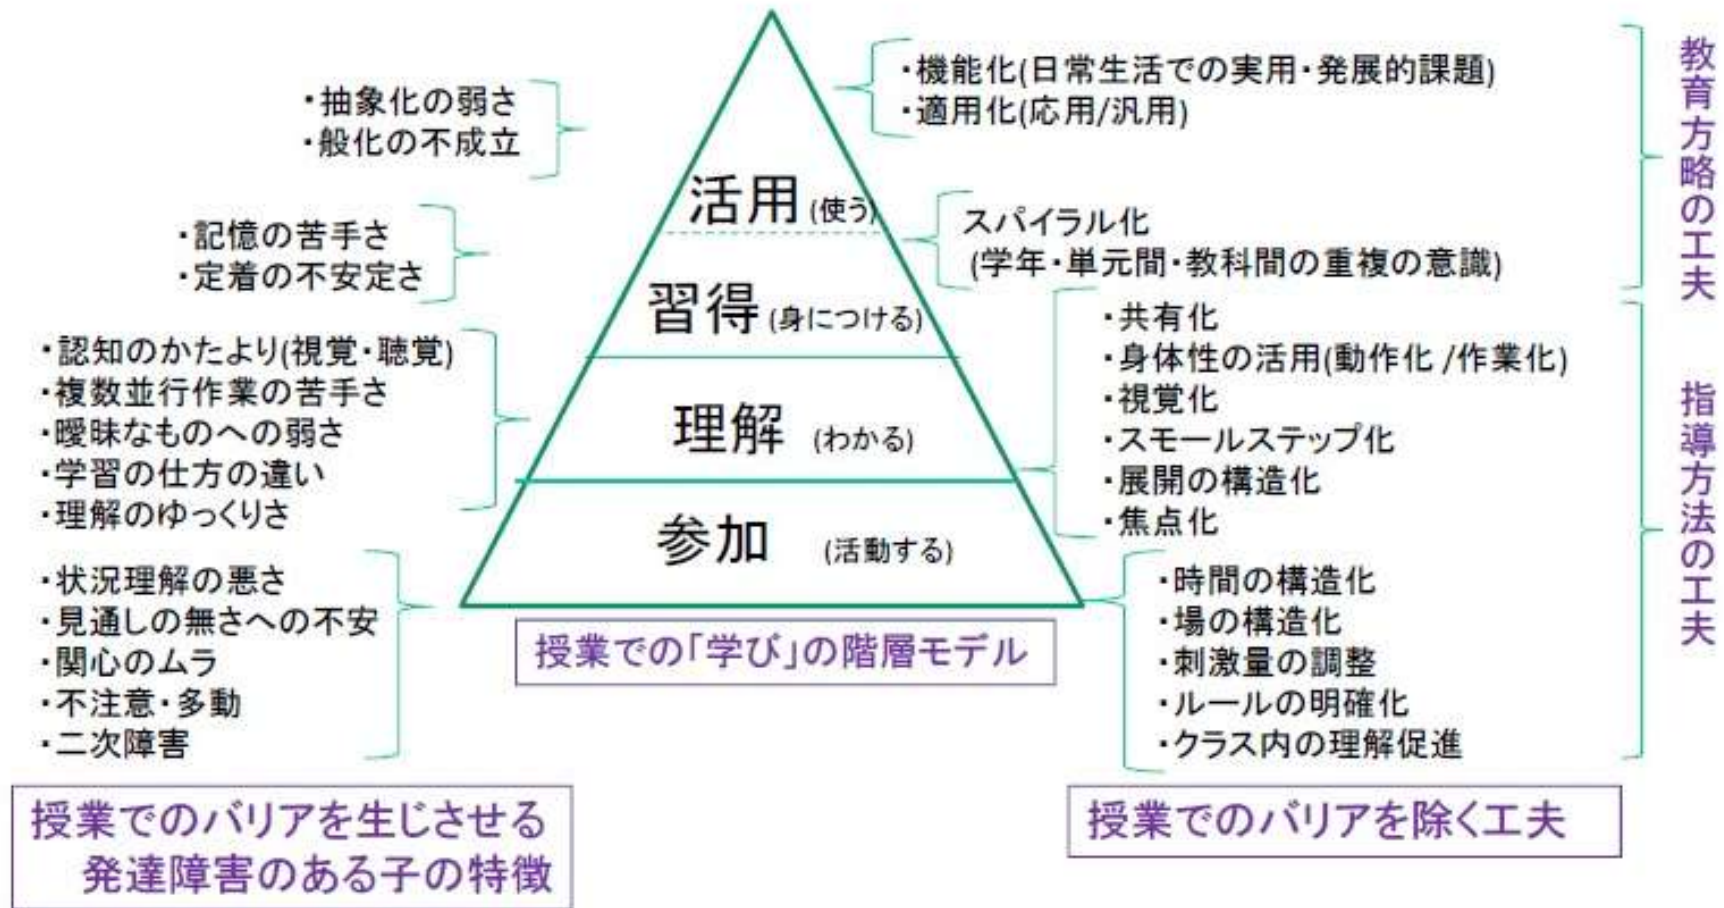 ・抽象化の弱さ
・般化の不成立
・記憶の苦手さ
・定着の不安定さ
・認知のかたより(視覚・聴覚)
・複数並行作業の苦手さ
・曖昧なものへの弱さ
・学習の仕方の違い
・理解のゆっくりさ
・状況理解の悪さ
・見通しの無さへの不安
・関心のムラ
・不注意・多動
・二次障害
授業でのバリアを生じさせる
発達障害のある子の特徴
活用(使う)
習得(身につける)
理解 (わかる)
参加 (活動する)
授業での「学び」の階層モデル
・機能化(日常生活での実用・発展的課題)
・適用化(応用/汎用)
スパイラル化
(学年・単元間・教科間の重複の意識)
・共有化
・身体性の活用(動作化/作業化)
・視覚化
・スモールステップ化
・展開の構造化
・焦点化
・時間の構造化
・場の構造化
・刺激量の調整
・ルールの明確化
・クラス内の理解促進
授業でのバリアを除く工夫
教育方略の工夫
指導方法の工夫